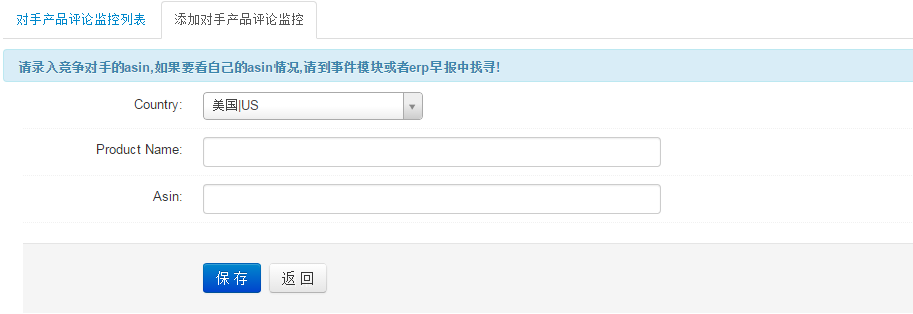 对手产品评论监控列表 添加对手产品评论监控
请录入竞争对手的asin,如果要看自己的asin情况,请到事件模块或者erp早报中找寻!
Country: 美国|US
Product Name:
Asin:
保 存 返 回